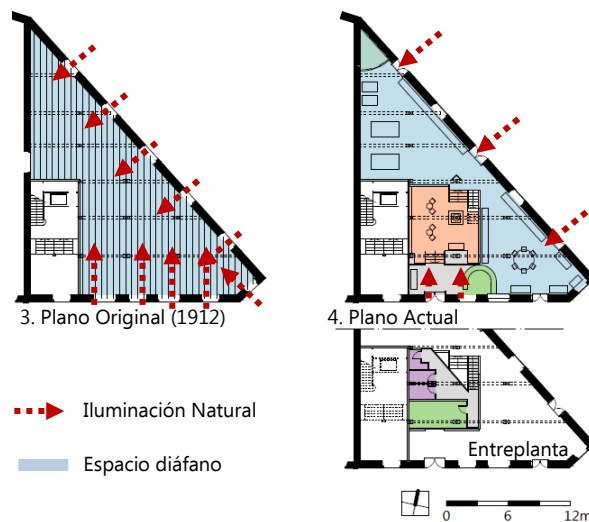 3. Plano Original (1912)
4. Plano Actual
Iluminación Natural
Espacio diáfano
Entreplanta
0 6 12m